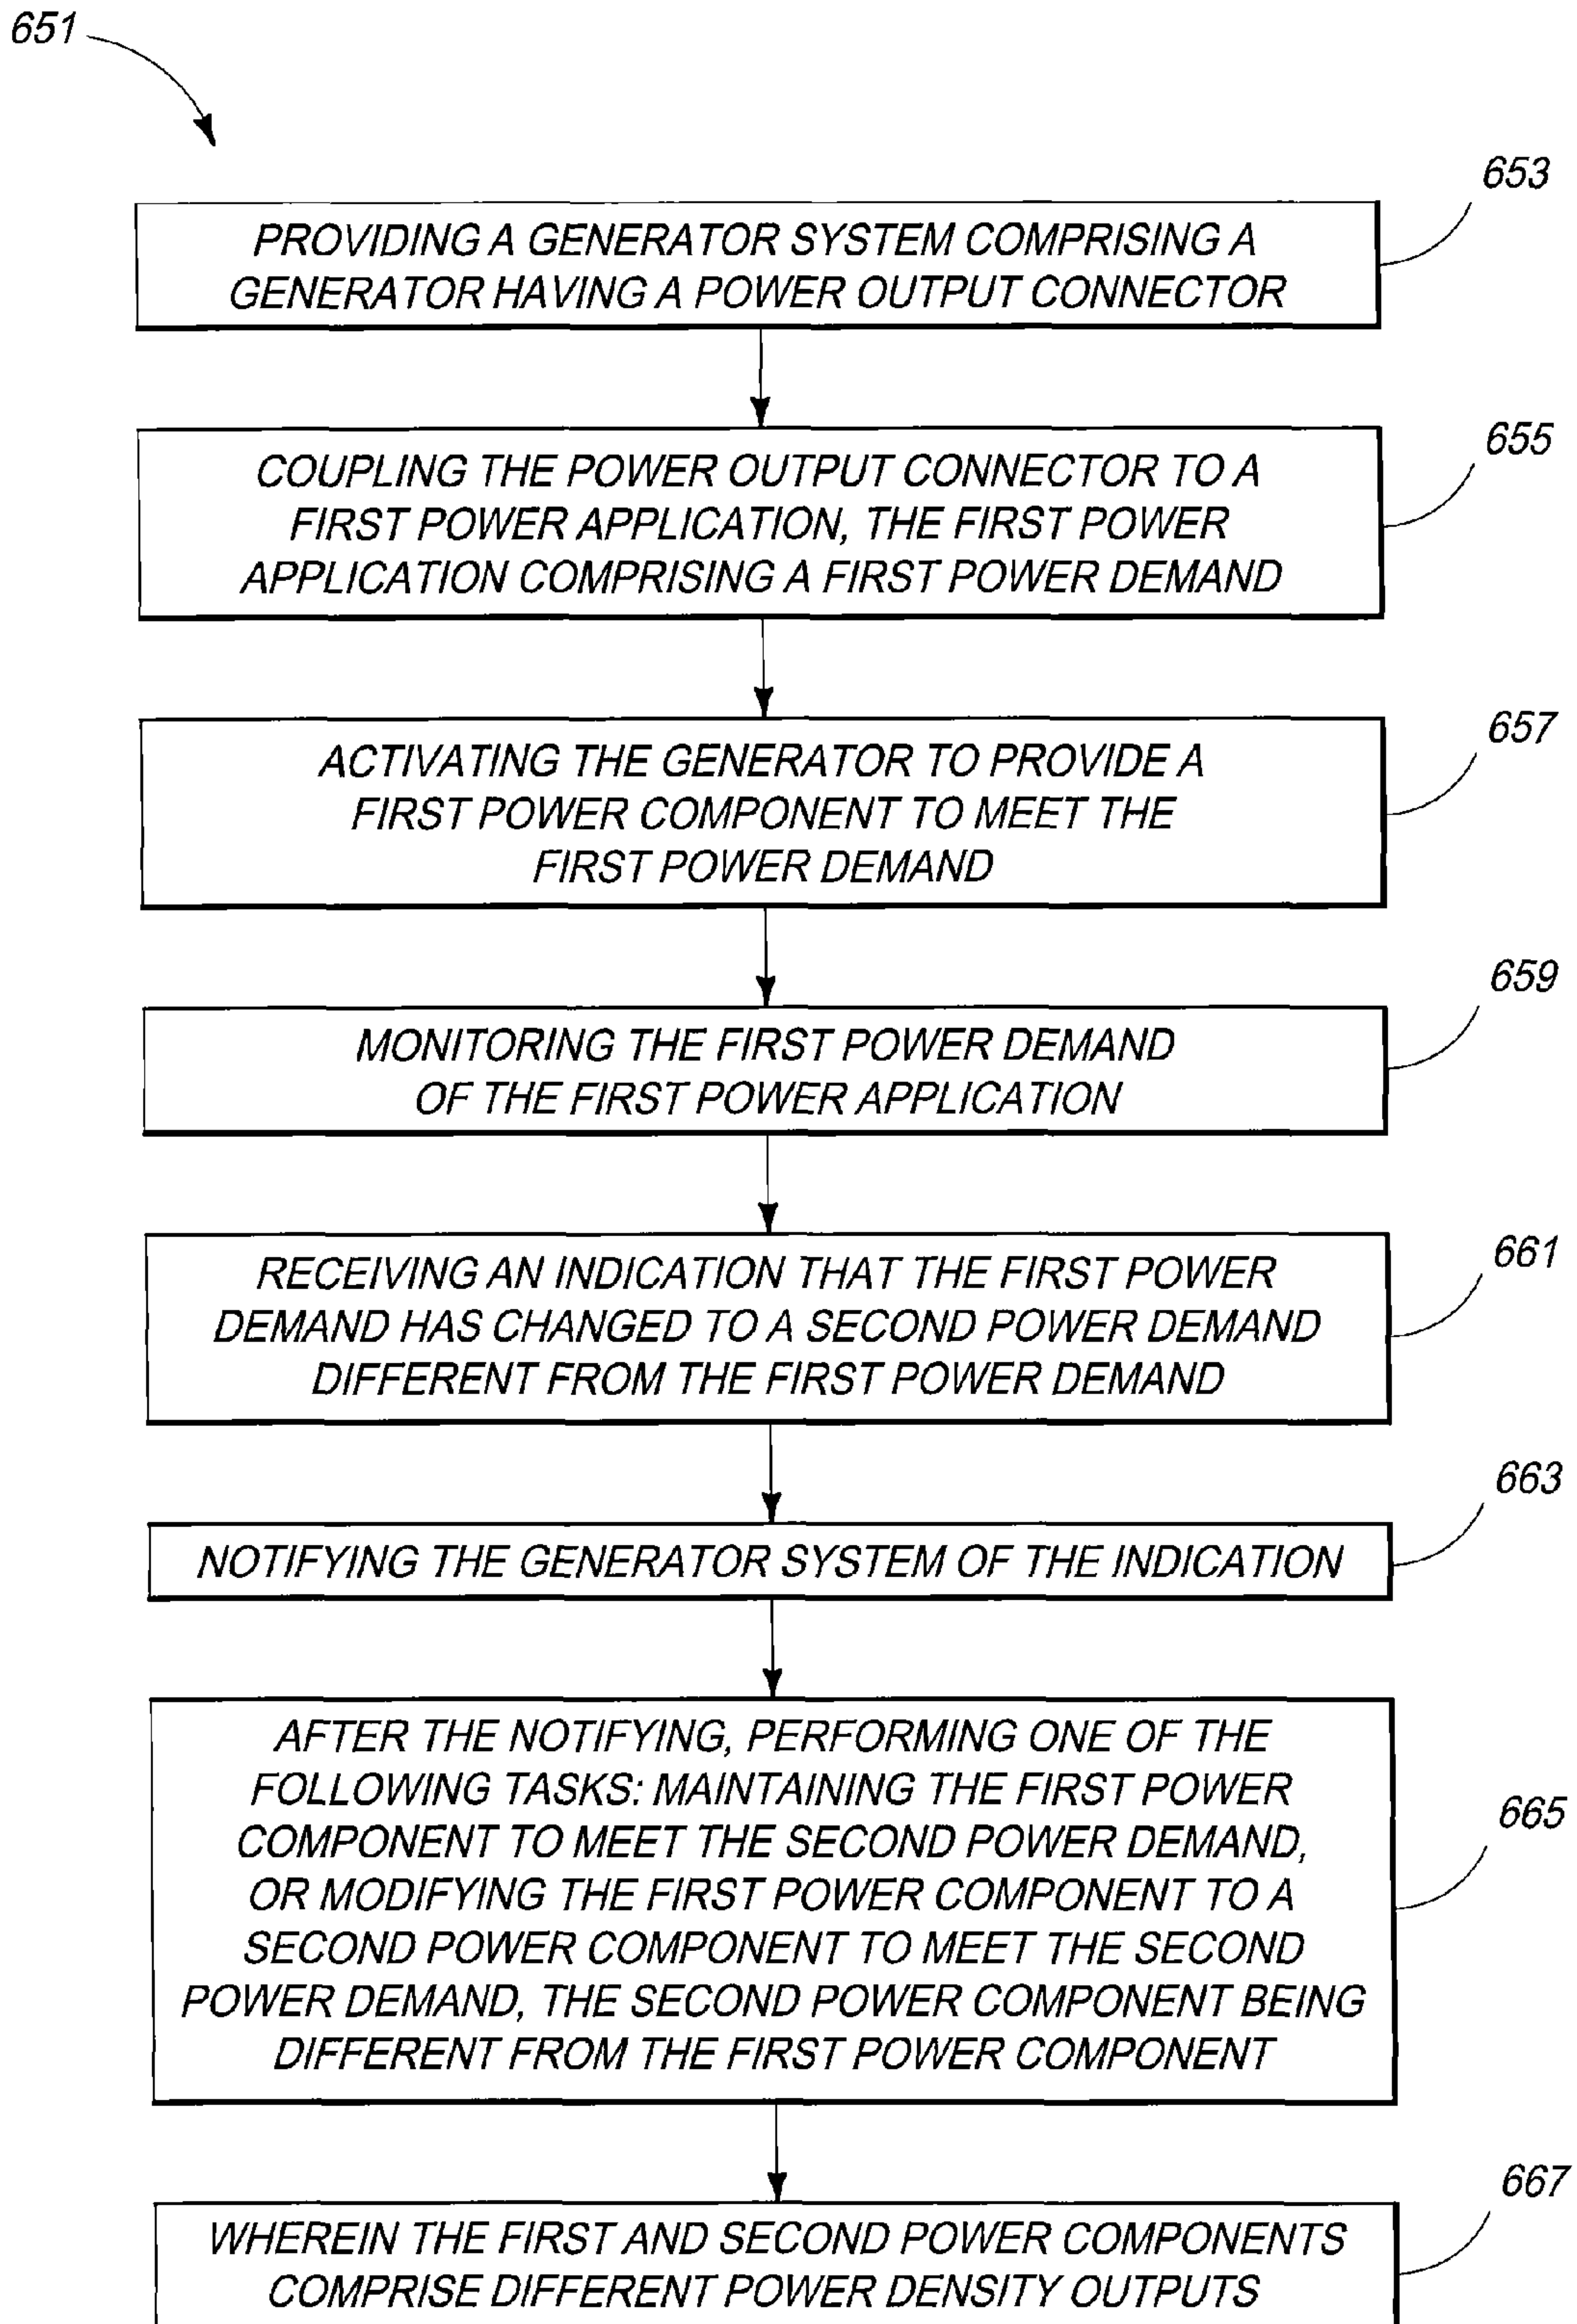 651
653
PROVIDING A GENERATOR SYSTEM COMPRISING A
GENERATOR HAVING A POWER OUTPUT CONNECTOR
655
COUPLING THE POWER OUTPUT CONNECTOR TO A
FIRST POWER APPLICATION, THE FIRST POWER
APPLICATION COMPRISING A FIRST POWER DEMAND
657
ACTIVATING THE GENERATOR TO PROVIDE A
FIRST POWER COMPONENT TO MEET THE
FIRST POWER DEMAND
659
MONITORING THE FIRST POWER DEMAND
OF THE FIRST POWER APPLICATION
661
RECEIVING AN INDICATION THAT THE FIRST POWER
DEMAND HAS CHANGED TO A SECOND POWER DEMAND
DIFFERENT FROM THE FIRST POWER DEMAND
663
NOTIFYING THE GENERATOR SYSTEM OF THE INDICATION
665
AFTER THE NOTIFYING, PERFORMING ONE OF THE
FOLLOWING TASKS: MAINTAINING THE FIRST POWER
COMPONENT TO MEET THE SECOND POWER DEMAND,
OR MODIFYING THE FIRST POWER COMPONENT TO A
SECOND POWER COMPONENT TO MEET THE SECOND
POWER DEMAND, THE SECOND POWER COMPONENT BEING
DIFFERENT FROM THE FIRST POWER COMPONENT
667
WHEREIN THE FIRST AND SECOND POWER COMPONENTS
COMPRISE DIFFERENT POWER DENSITY OUTPUTS